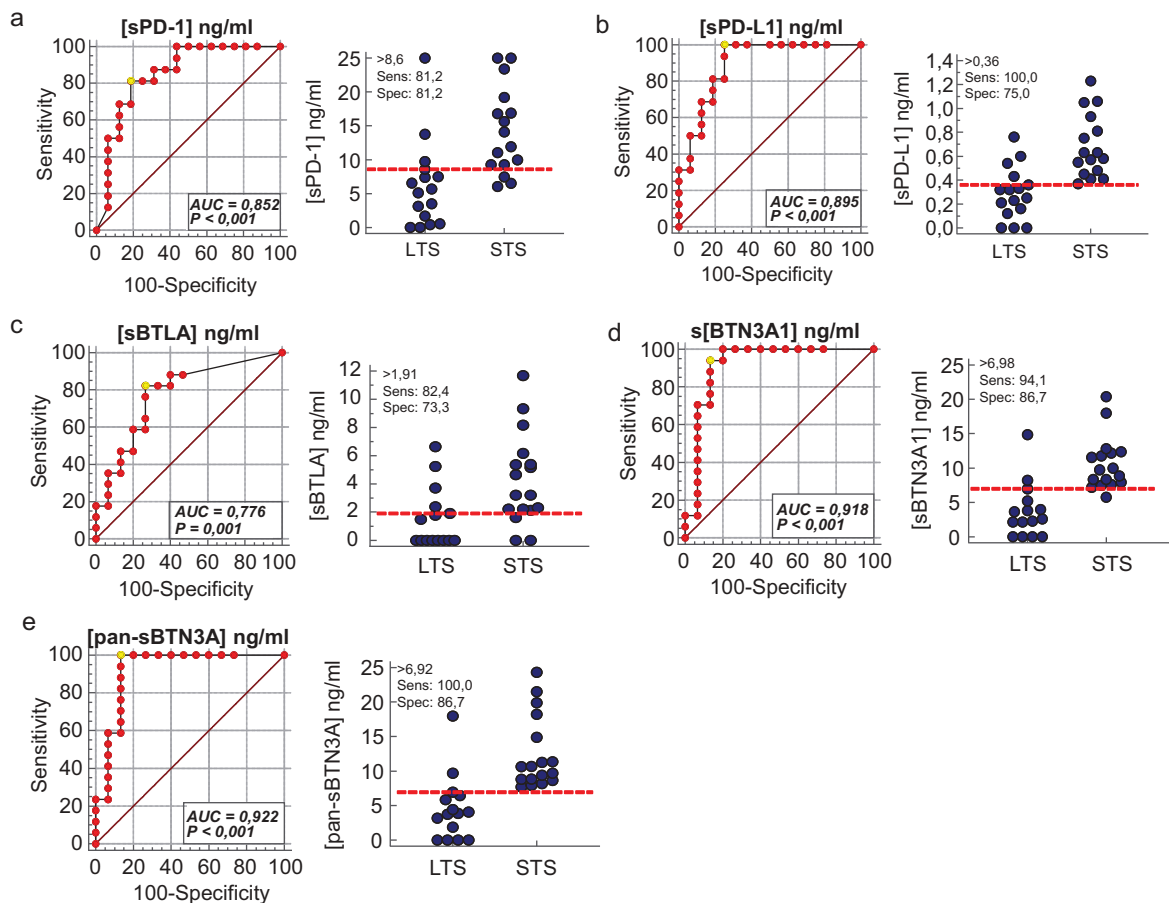 a
[sPD-1] ng/ml
100
80
60
40
20
0
Sensitivity
0 20 40 60 80 100
100-Specificity
AUC = 0,852
P < 0,001
25
20
15
10
5
0
[sPD-1] ng/ml
>8,6
Sens: 81,2
Spec: 81,2
LTS STS
b
[sPD-L1] ng/ml
100
80
60
40
20
0
Sensitivity
0 20 40 60 80 100
100-Specificity
AUC = 0,895
P < 0,001
1,4
1,2
1,0
0,8
0,6
0,4
0,2
0,0
[sPD-L1] ng/ml
>0,36
Sens: 100,0
Spec: 75,0
LTS STS
c
[sBTLA] ng/ml
100
80
60
40
20
0
Sensitivity
0 20 40 60 80 100
100-Specificity
AUC = 0,776
P = 0,001
12
10
8
6
4
2
0
[sBTLA] ng/ml
>1,91
Sens: 82,4
Spec: 73,3
LTS STS
d
s[BTN3A1] ng/ml
100
80
60
40
20
0
Sensitivity
0 20 40 60 80 100
100-Specificity
AUC = 0,918
P < 0,001
25
20
15
10
5
0
[sBTN3A1] ng/ml
>6,98
Sens: 94,1
Spec: 86,7
LTS STS
e
[pan-sBTN3A] ng/ml
100
80
60
40
20
0
Sensitivity
0 20 40 60 80 100
100-Specificity
AUC = 0,922
P < 0,001
25
20
15
10
5
0
[pan-sBTN3A] ng/ml
>6,92
Sens: 100,0
Spec: 86,7
LTS STS